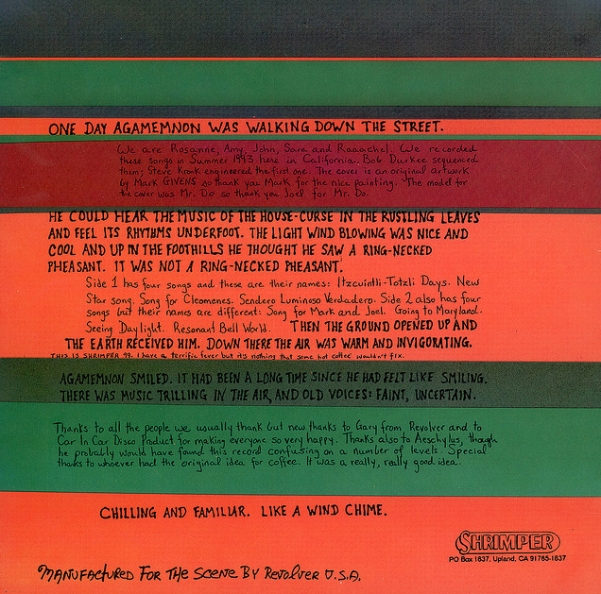 ONE DAY AGAMEMNON WAS WALKING DOWN THE STREET.
We are Rosanne, Amy, John, Sara and Raaachel. We recorded
these songs in Summer 1993 here in California. Bob Durkee sequenced
them; Steve Kronk engineered the first one. The cover is an original artwork
by Mark GIVENS so thank you Mark for the nice painting. The model for
the cover was Mr. Do so thank you Joel for Mr. Do.
HE COULD HEAR THE MUSIC OF THE HOUSE-CURSE IN THE RUSTLING LEAVES
AND FEEL ITS RHYTHMS UNDERFOOT. THE LIGHT WIND BLOWING WAS NICE AND
COOL AND UP IN THE FOOTHILLS HE THOUGHT HE SAW A RING-NECKED
PHEASANT. IT WAS NOT A RING-NECKED PHEASANT.
Side 1 has four songs and these are their names: Itzcuintli-Totzli Days. New
Star song. Song for Cleomenes. Sendero Luminoso Verdadero. Side 2 also has four
songs but their names are different: Song for Mark and Joel. Going to Maryland.
Seeing Daylight. Resonant Bell World. THEN THE GROUND OPENED UP AND
THE EARTH RECEIVED HIM. DOWN THERE THE AIR WAS WARM AND INVIGORATING.
THIS IS SHRIMPER 49. I have a terrific fever but its nothing that some hot coffee wouldn't fix.
AGAMEMNON SMILED. IT HAD BEEN A LONG TIME SINCE HE HAD FELT LIKE SMILING.
THERE WAS MUSIC TRILLING IN THE AIR, AND OLD VOICES: FAINT, UNCERTAIN.
Thanks to all the people we usually thank but new thanks to Gary from Revolver and to
Car In Car Disco Product for making everyone so very happy. Thanks also to Aeschylus, though
he probably would have found this record confusing on a number of levels. Special
thanks to whoever had the original idea for coffee. It was a really, really good idea.
CHILLING AND FAMILIAR. LIKE A WIND CHIME.
SHRIMPER
PO Box 1837, Upland, CA 91785-1837
MANUFACTURED FOR THE SCENE BY REVOLVER U.S.A.